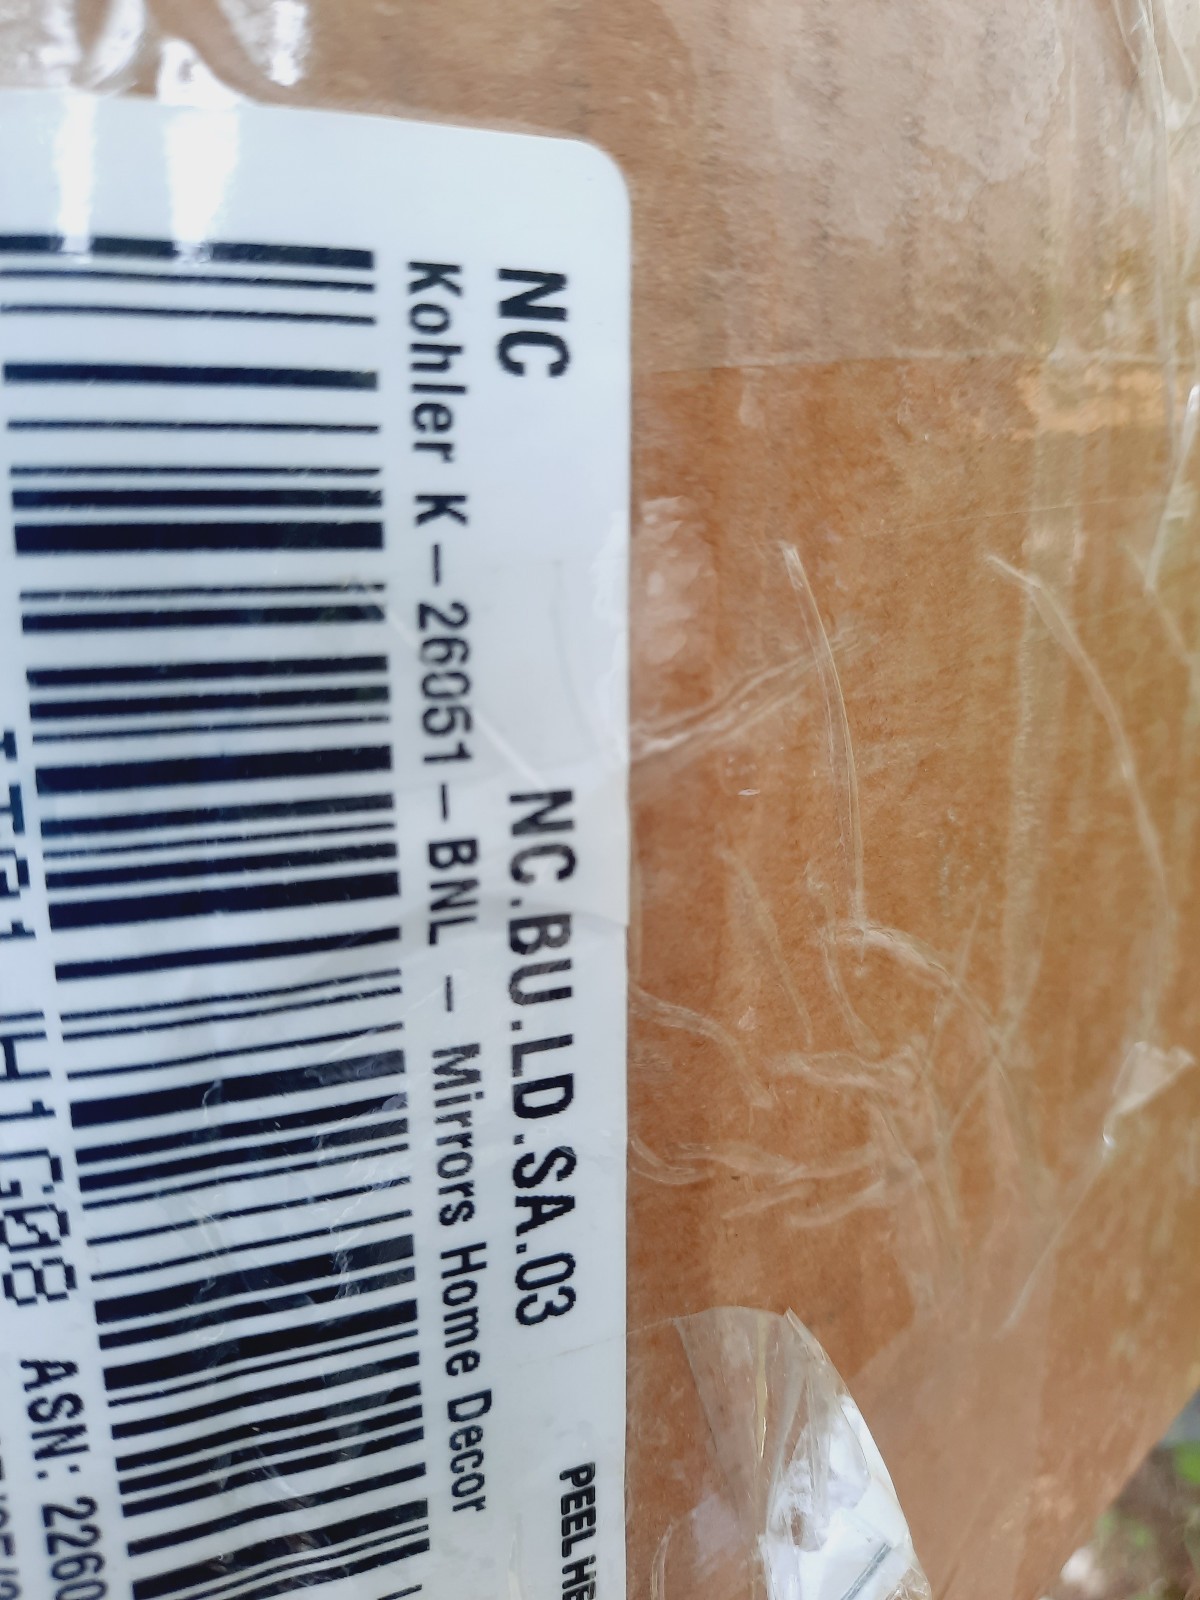 NC NC.BU.LD.SA.03 PEEL HE
Kohler K-26051-BNL - Mirrors Home Decor
ASN: 2260